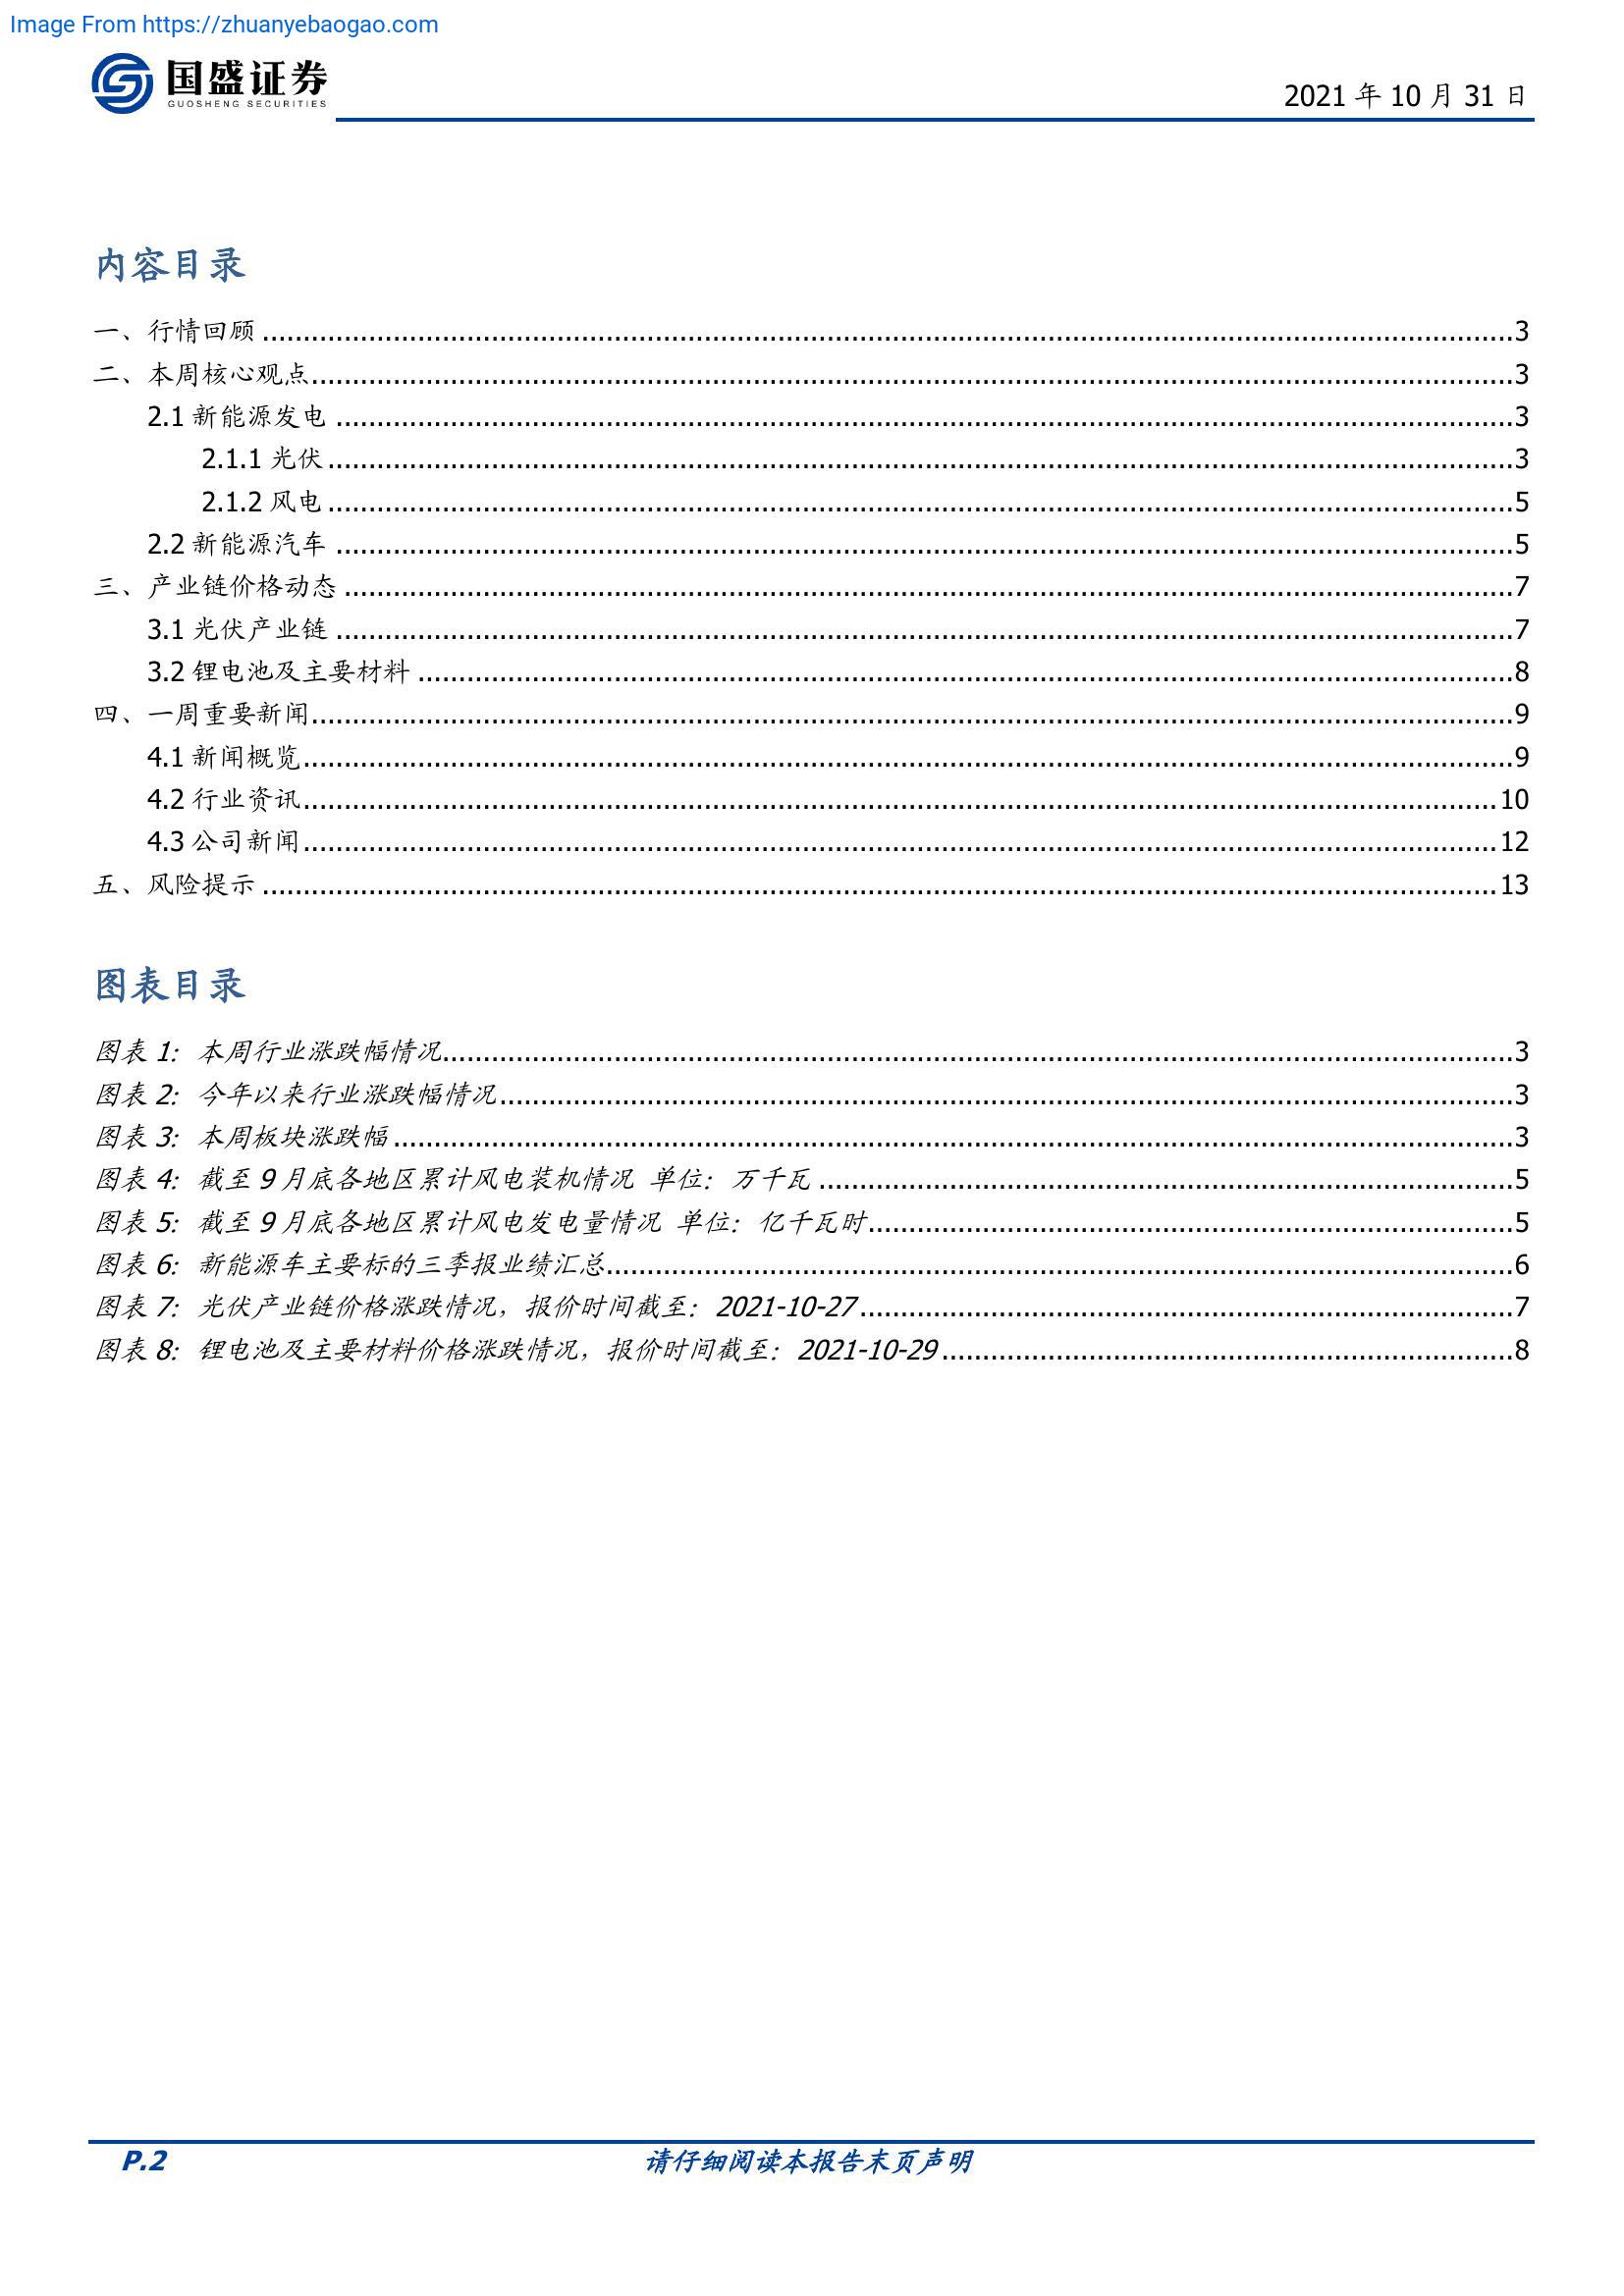 Image From https://zhuanyebaogao.com
国盛证券
GUOSHENG SECURITIES
2021 年 10 月 31 日
内容目录
一、行情回顾 ........ 3
二、本周核心观点 ........ 3
2.1 新能源发电 ........ 3
2.1.1 光伏 ........ 3
2.1.2 风电 ........ 5
2.2 新能源汽车 ........ 5
三、产业链价格动态 ........ 7
3.1 光伏产业链 ........ 7
3.2 锂电池及主要材料 ........ 8
四、一周重要新闻 ........ 9
4.1 新闻概览 ........ 9
4.2 行业资讯 ........ 10
4.3 公司新闻 ........ 12
五、风险提示 ........ 13
图表目录
图表 1：本周行业涨跌幅情况 ........ 3
图表 2：今年以来行业涨跌幅情况 ........ 3
图表 3：本周板块涨跌幅 ........ 3
图表 4：截至 9 月底各地区累计风电装机情况 单位：万千瓦 ........ 5
图表 5：截至 9 月底各地区累计风电发电量情况 单位：亿千瓦时 ........ 5
图表 6：新能源车主要标的三季报业绩汇总 ........ 6
图表 7：光伏产业链价格涨跌情况，报价时间截至：2021-10-27 ........ 7
图表 8：锂电池及主要材料价格涨跌情况，报价时间截至：2021-10-29 ........ 8
P.2
请仔细阅读本报告末页声明